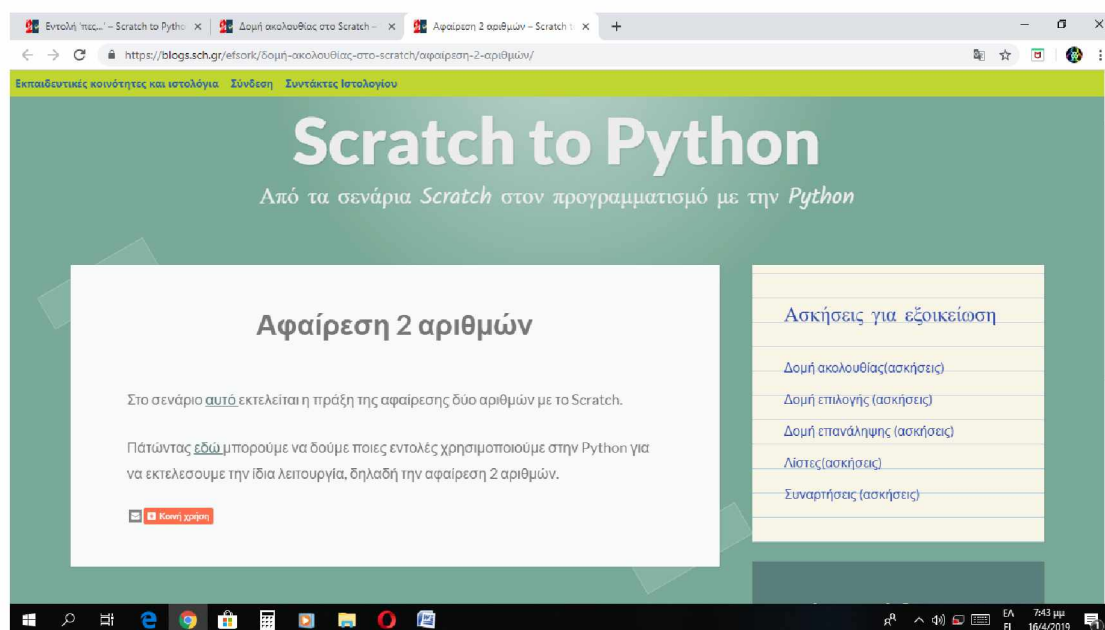 Εντολή 'πες...' – Scratch to Pytho
Δομή ακολουθίας στο Scratch –
Αφαίρεση 2 αριθμών – Scratch t
https://blogs.sch.gr/efsork/δομή-ακολουθίας-στο-scratch/αφαίρεση-2-αριθμών/
Εκπαιδευτικές κοινότητες και ιστολόγια Σύνδεση Συντάκτες Ιστολογίου
Scratch to Python
Από τα σενάρια Scratch στον προγραμματισμό με την Python
Αφαίρεση 2 αριθμών
Στο σενάριο αυτό εκτελείται η πράξη της αφαίρεσης δύο αριθμών με το Scratch.
Πάτώντας εδώ μπορούμε να δούμε ποιες εντολές χρησιμοποιούμε στην Python για
να εκτελεσουμε την ίδια λειτουργία, δηλαδή την αφαίρεση 2 αριθμών.
Κοινή χρήση
Ασκήσεις για εξοικείωση
Δομή ακολουθίας(ασκήσεις)
Δομή επιλογής (ασκήσεις)
Δομή επανάληψης (ασκήσεις)
Λίστες(ασκήσεις)
Συναρτήσεις (ασκήσεις)
ΕΛ
7:43 μμ
16/4/2019